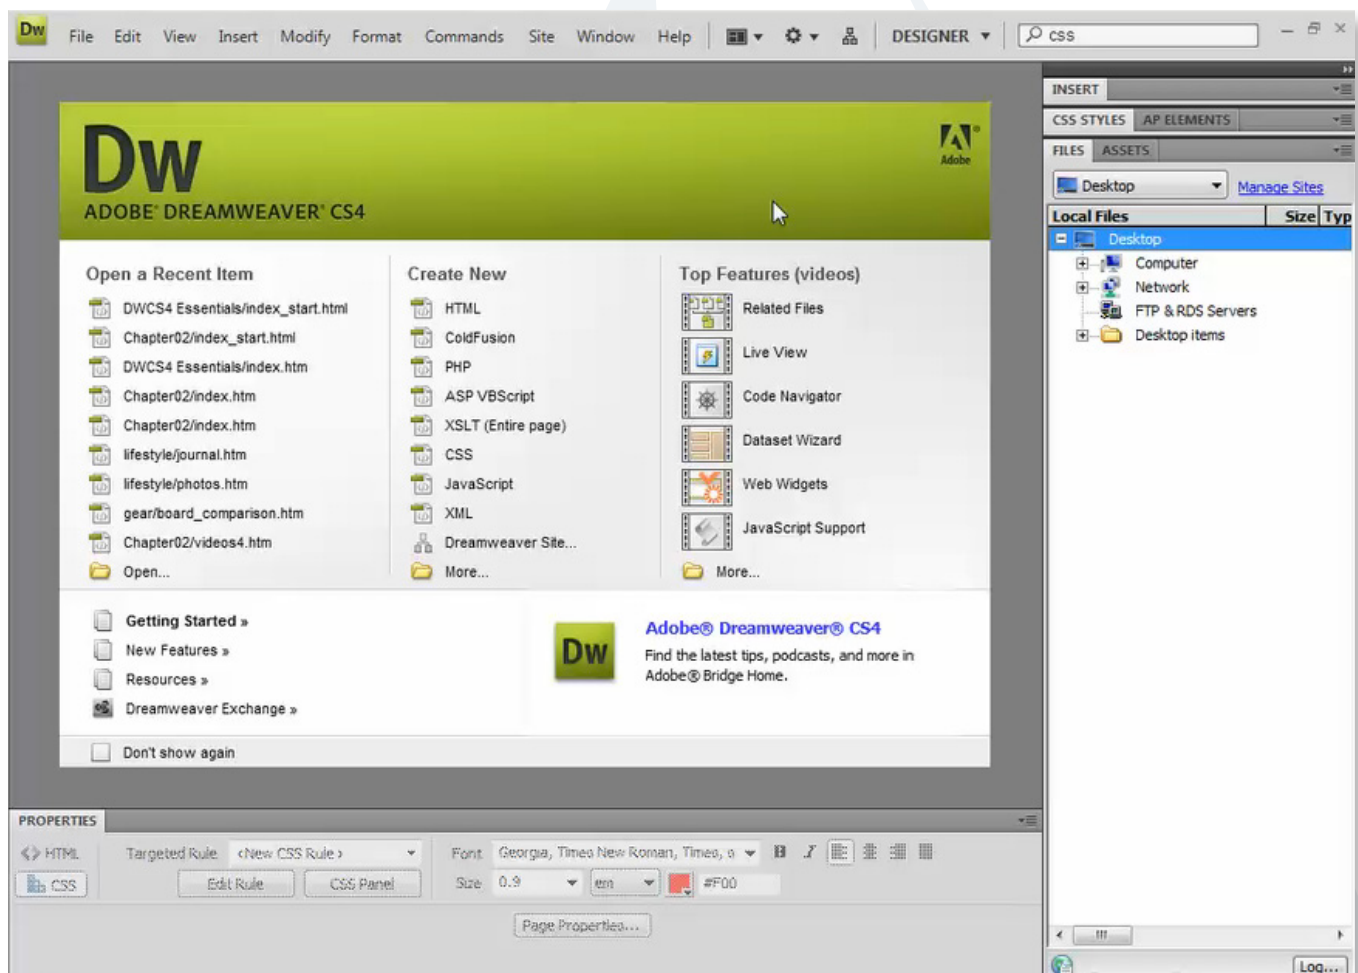 Dw File Edit View Insert Modify Format Commands Site Window Help DESIGNER css
INSERT
CSS STYLES AP ELEMENTS
FILES ASSETS
Desktop Manage Sites
Local Files Size Typ
Desktop
Computer
Network
FTP & RDS Servers
Desktop items
Dw
ADOBE® DREAMWEAVER® CS4
Adobe
Open a Recent Item
DWCS4 Essentials/index_start.html
Chapter02/index_start.html
DWCS4 Essentials/index.htm
Chapter02/index.htm
Chapter02/index.htm
lifestyle/journal.htm
lifestyle/photos.htm
gear/board_comparison.htm
Chapter02/videos4.htm
Open...
Create New
HTML
ColdFusion
PHP
ASP VBScript
XSLT (Entire page)
CSS
JavaScript
XML
Dreamweaver Site...
More...
Top Features (videos)
Related Files
Live View
Code Navigator
Dataset Wizard
Web Widgets
JavaScript Support
More...
Getting Started »
New Features »
Resources »
Dreamweaver Exchange »
Dw
Adobe® Dreamweaver® CS4
Find the latest tips, podcasts, and more in
Adobe® Bridge Home.
Don't show again
PROPERTIES
<> HTML Targeted Rule <New CSS Rule> Font Georgia, Times New Roman, Times, s B I
CSS Edit Rule CSS Panel Size 0.9 em #F00
Page Properties...
Log...